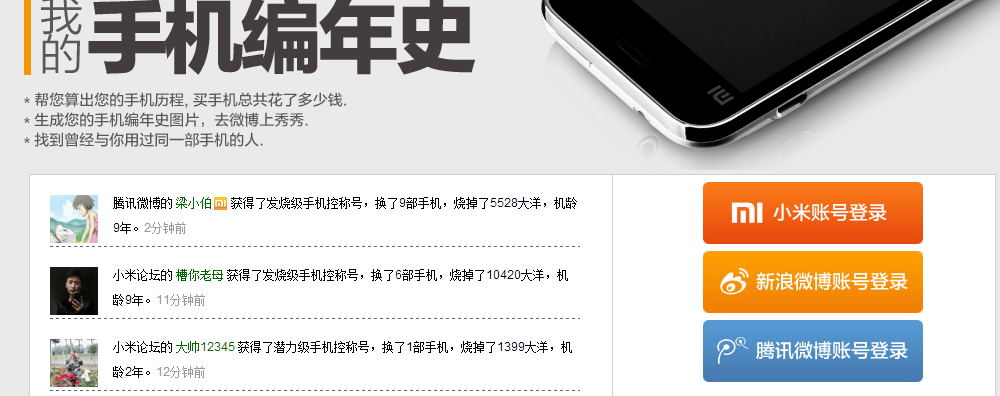 我的
手机编年史
* 帮您算出您的手机历程, 买手机总共花了多少钱.
* 生成您的手机编年史图片，去微博上秀秀.
* 找到曾经与你用过同一部手机的人.
腾讯微博的 梁小伯 获得了发烧级手机控称号，换了9部手机，烧掉了5528大洋，机龄
9年。2分钟前
小米论坛的 槽你老母 获得了发烧级手机控称号，换了6部手机，烧掉了10420大洋，机
龄9年。11分钟前
小米论坛的 大帅12345 获得了潜力级手机控称号，换了1部手机，烧掉了1399大洋，机
龄2年。12分钟前
小米账号登录
新浪微博账号登录
腾讯微博账号登录